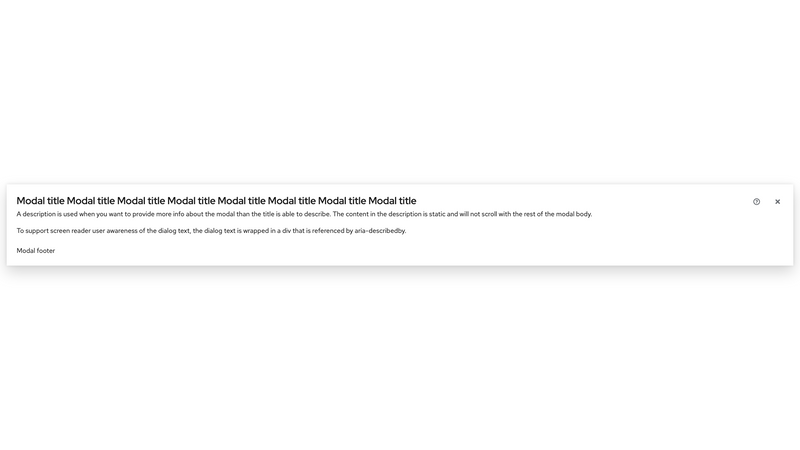 Modal title Modal title Modal title Modal title Modal title Modal title Modal title Modal title
A description is used when you want to provide more info about the modal than the title is able to describe. The content in the description is static and will not scroll with the rest of the modal body.
To support screen reader user awareness of the dialog text, the dialog text is wrapped in a div that is referenced by aria-describedby.
Modal footer